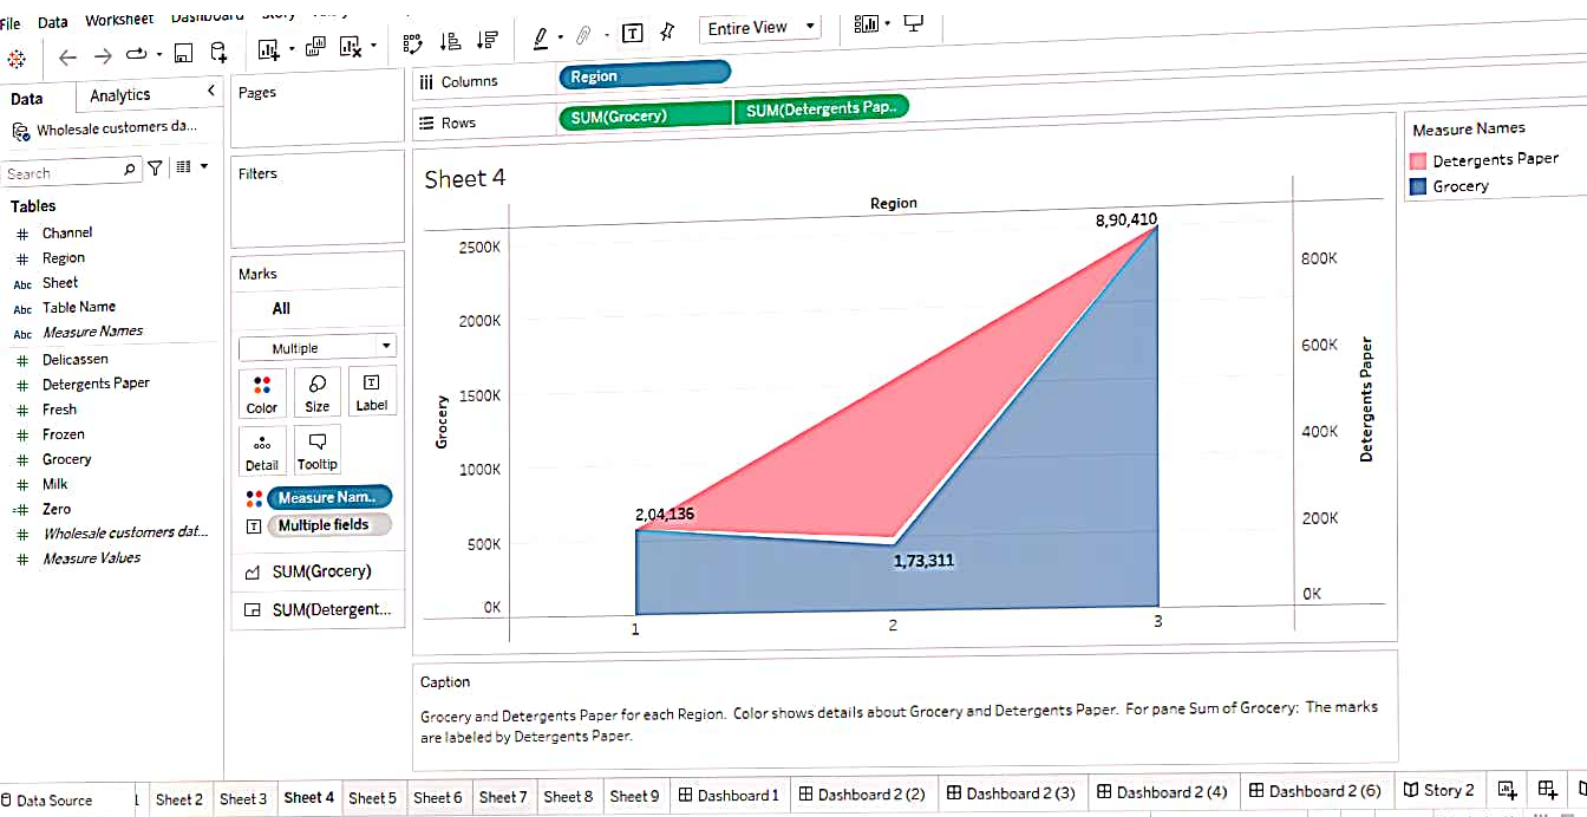 File Data Worksheet Dashboard
Entire View
Data Analytics
Wholesale customers da...
Search
Tables
# Channel
# Region
Abc Sheet
Abc Table Name
Abc Measure Names
# Delicassen
# Detergents Paper
# Fresh
# Frozen
# Grocery
# Milk
=# Zero
# Wholesale customers dat...
# Measure Values
Pages
Filters
Marks
All
Multiple
Color Size Label
Detail Tooltip
Measure Nam..
Multiple fields
SUM(Grocery)
SUM(Detergent...
Columns Region
Rows SUM(Grocery) SUM(Detergents Pap..
Sheet 4
Region
8,90,410
2,04,136
1,73,311
Grocery
2500K
2000K
1500K
1000K
500K
0K
1 2 3
800K
600K
400K
200K
0K
Detergents Paper
Measure Names
Detergents Paper
Grocery
Caption
Grocery and Detergents Paper for each Region. Color shows details about Grocery and Detergents Paper. For pane Sum of Grocery: The marks
are labeled by Detergents Paper.
Data Source Sheet 2 Sheet 3 Sheet 4 Sheet 5 Sheet 6 Sheet 7 Sheet 8 Sheet 9 Dashboard 1 Dashboard 2 (2) Dashboard 2 (3) Dashboard 2 (4) Dashboard 2 (6) Story 2